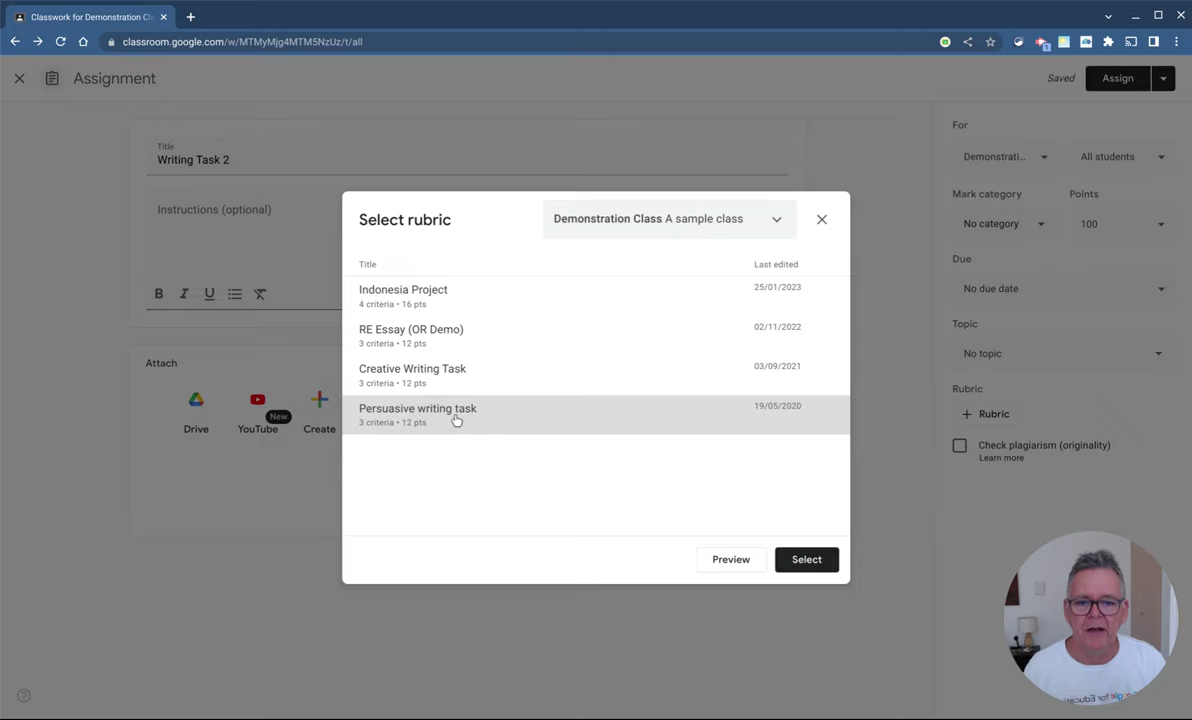 Classwork for Demonstration Cl
classroom.google.com/w/MTMyMjg4MTM5NzUz/t/all
1
Assignment
Saved
Assign
Title
Writing Task 2
Instructions (optional)
B I U
Attach
Drive
YouTube
New
Create
For
Demonstrati...
All students
Mark category
Points
No category
100
Due
No due date
Topic
No topic
Rubric
+ Rubric
Check plagiarism (originality)
Learn more
Select rubric
Demonstration Class A sample class
Title
Last edited
Indonesia Project
25/01/2023
4 criteria • 16 pts
RE Essay (OR Demo)
02/11/2022
3 criteria • 12 pts
Creative Writing Task
03/09/2021
3 criteria • 12 pts
Persuasive writing task
19/05/2020
3 criteria • 12 pts
Preview
Select